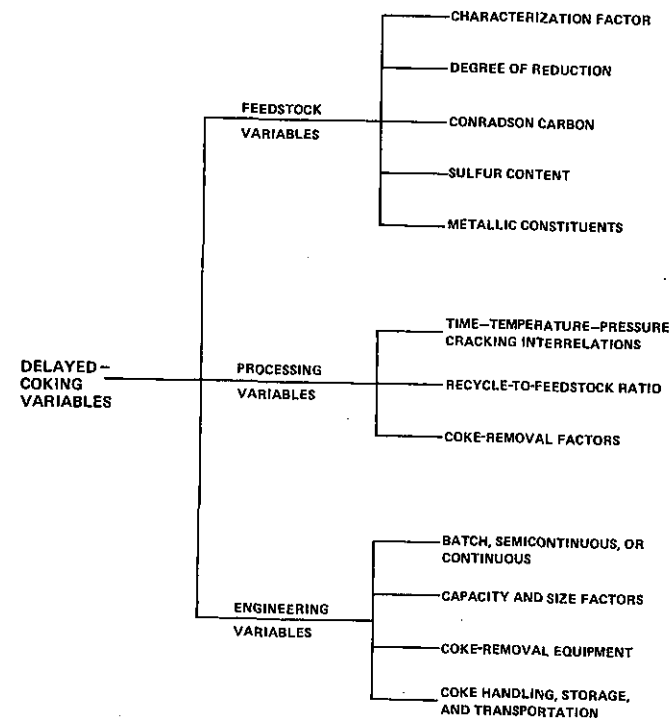 CHARACTERIZATION FACTOR
DEGREE OF REDUCTION
FEEDSTOCK
VARIABLES
CONRADSON CARBON
SULFUR CONTENT
METALLIC CONSTITUENTS
DELAYED–
COKING
VARIABLES
PROCESSING
VARIABLES
TIME–TEMPERATURE–PRESSURE
CRACKING INTERRELATIONS
RECYCLE-TO-FEEDSTOCK RATIO
COKE-REMOVAL FACTORS
ENGINEERING
VARIABLES
BATCH, SEMICONTINUOUS, OR
CONTINUOUS
CAPACITY AND SIZE FACTORS
COKE-REMOVAL EQUIPMENT
COKE HANDLING, STORAGE,
AND TRANSPORTATION